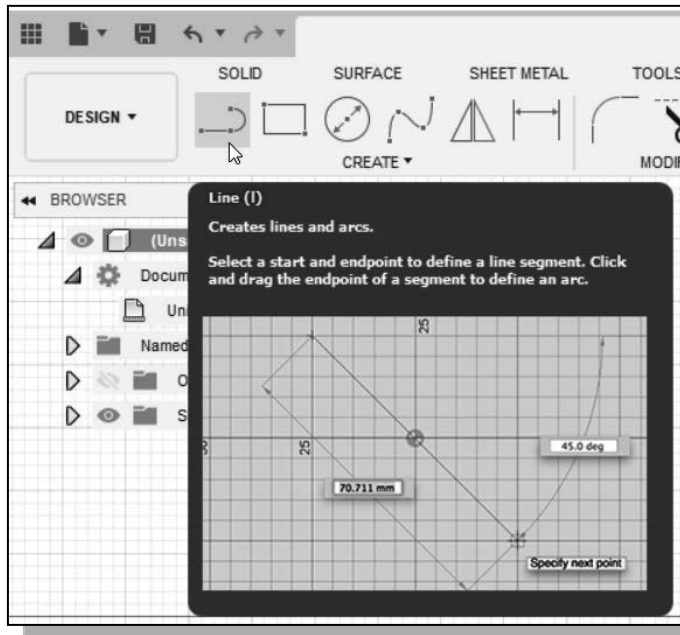 SOLID SURFACE SHEET METAL TOOLS
DESIGN
CREATE MODI
BROWSER
Line (l)
(Uns
Creates lines and arcs.
Select a start and endpoint to define a line segment. Click
and drag the endpoint of a segment to define an arc.
Docum
Uni
Named
O
S
25
25
45.0 deg
70.711 mm
Specify next point